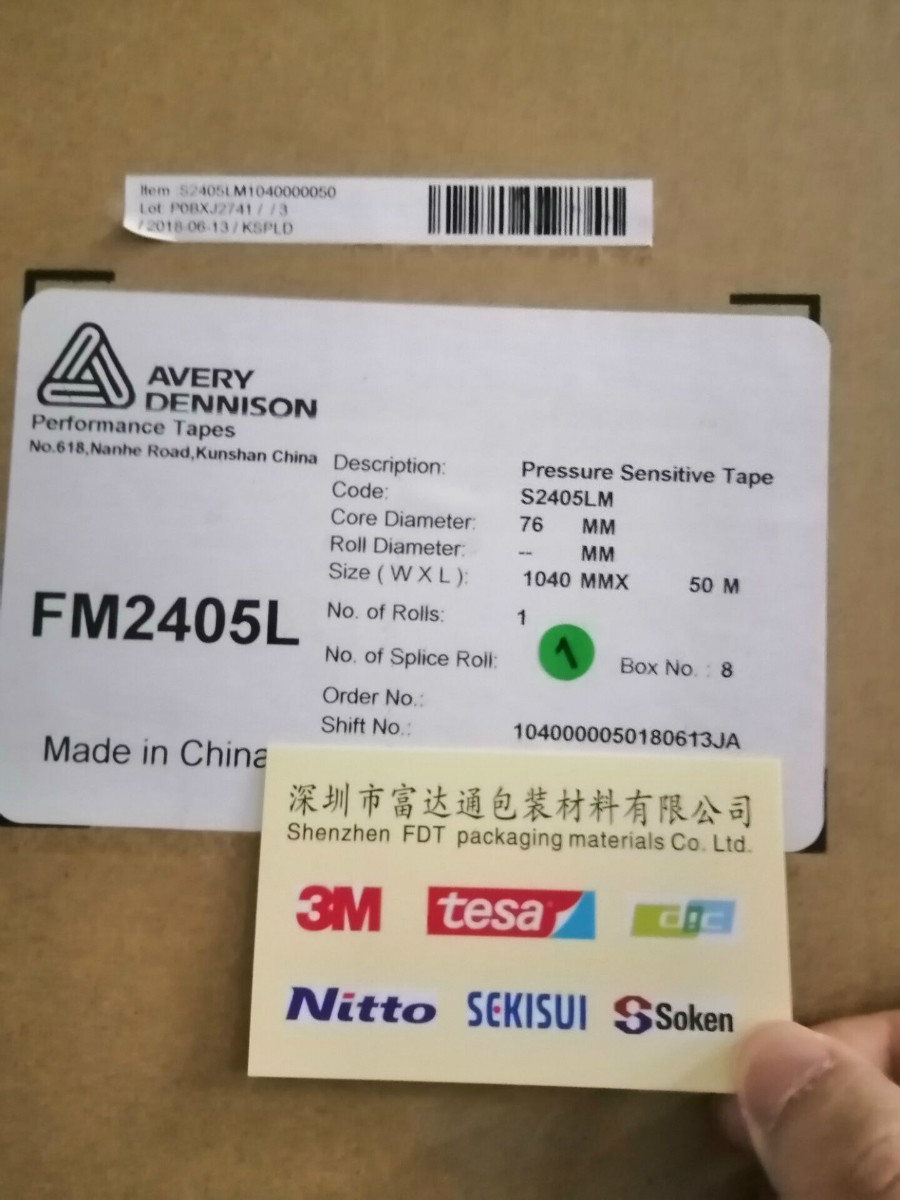 Item :S2405LM1040000050
Lot: P0BXJ2741 / / 3
/ 2018-06-13 / KSPLD
AVERY
DENNISON
Performance Tapes
No.618,Nanhe Road,Kunshan China
Description: Pressure Sensitive Tape
Code: S2405LM
Core Diameter: 76 MM
Roll Diameter: -- MM
Size ( W X L ): 1040 MMX 50 M
FM2405L
No. of Rolls: 1
No. of Splice Roll: 1 Box No. : 8
Order No.:
Shift No.: 1040000050180613JA
Made in China
深圳市富达通包装材料有限公司
Shenzhen FDT packaging materials Co. Ltd.
3M tesa dic
Nitto SEKISUI Soken